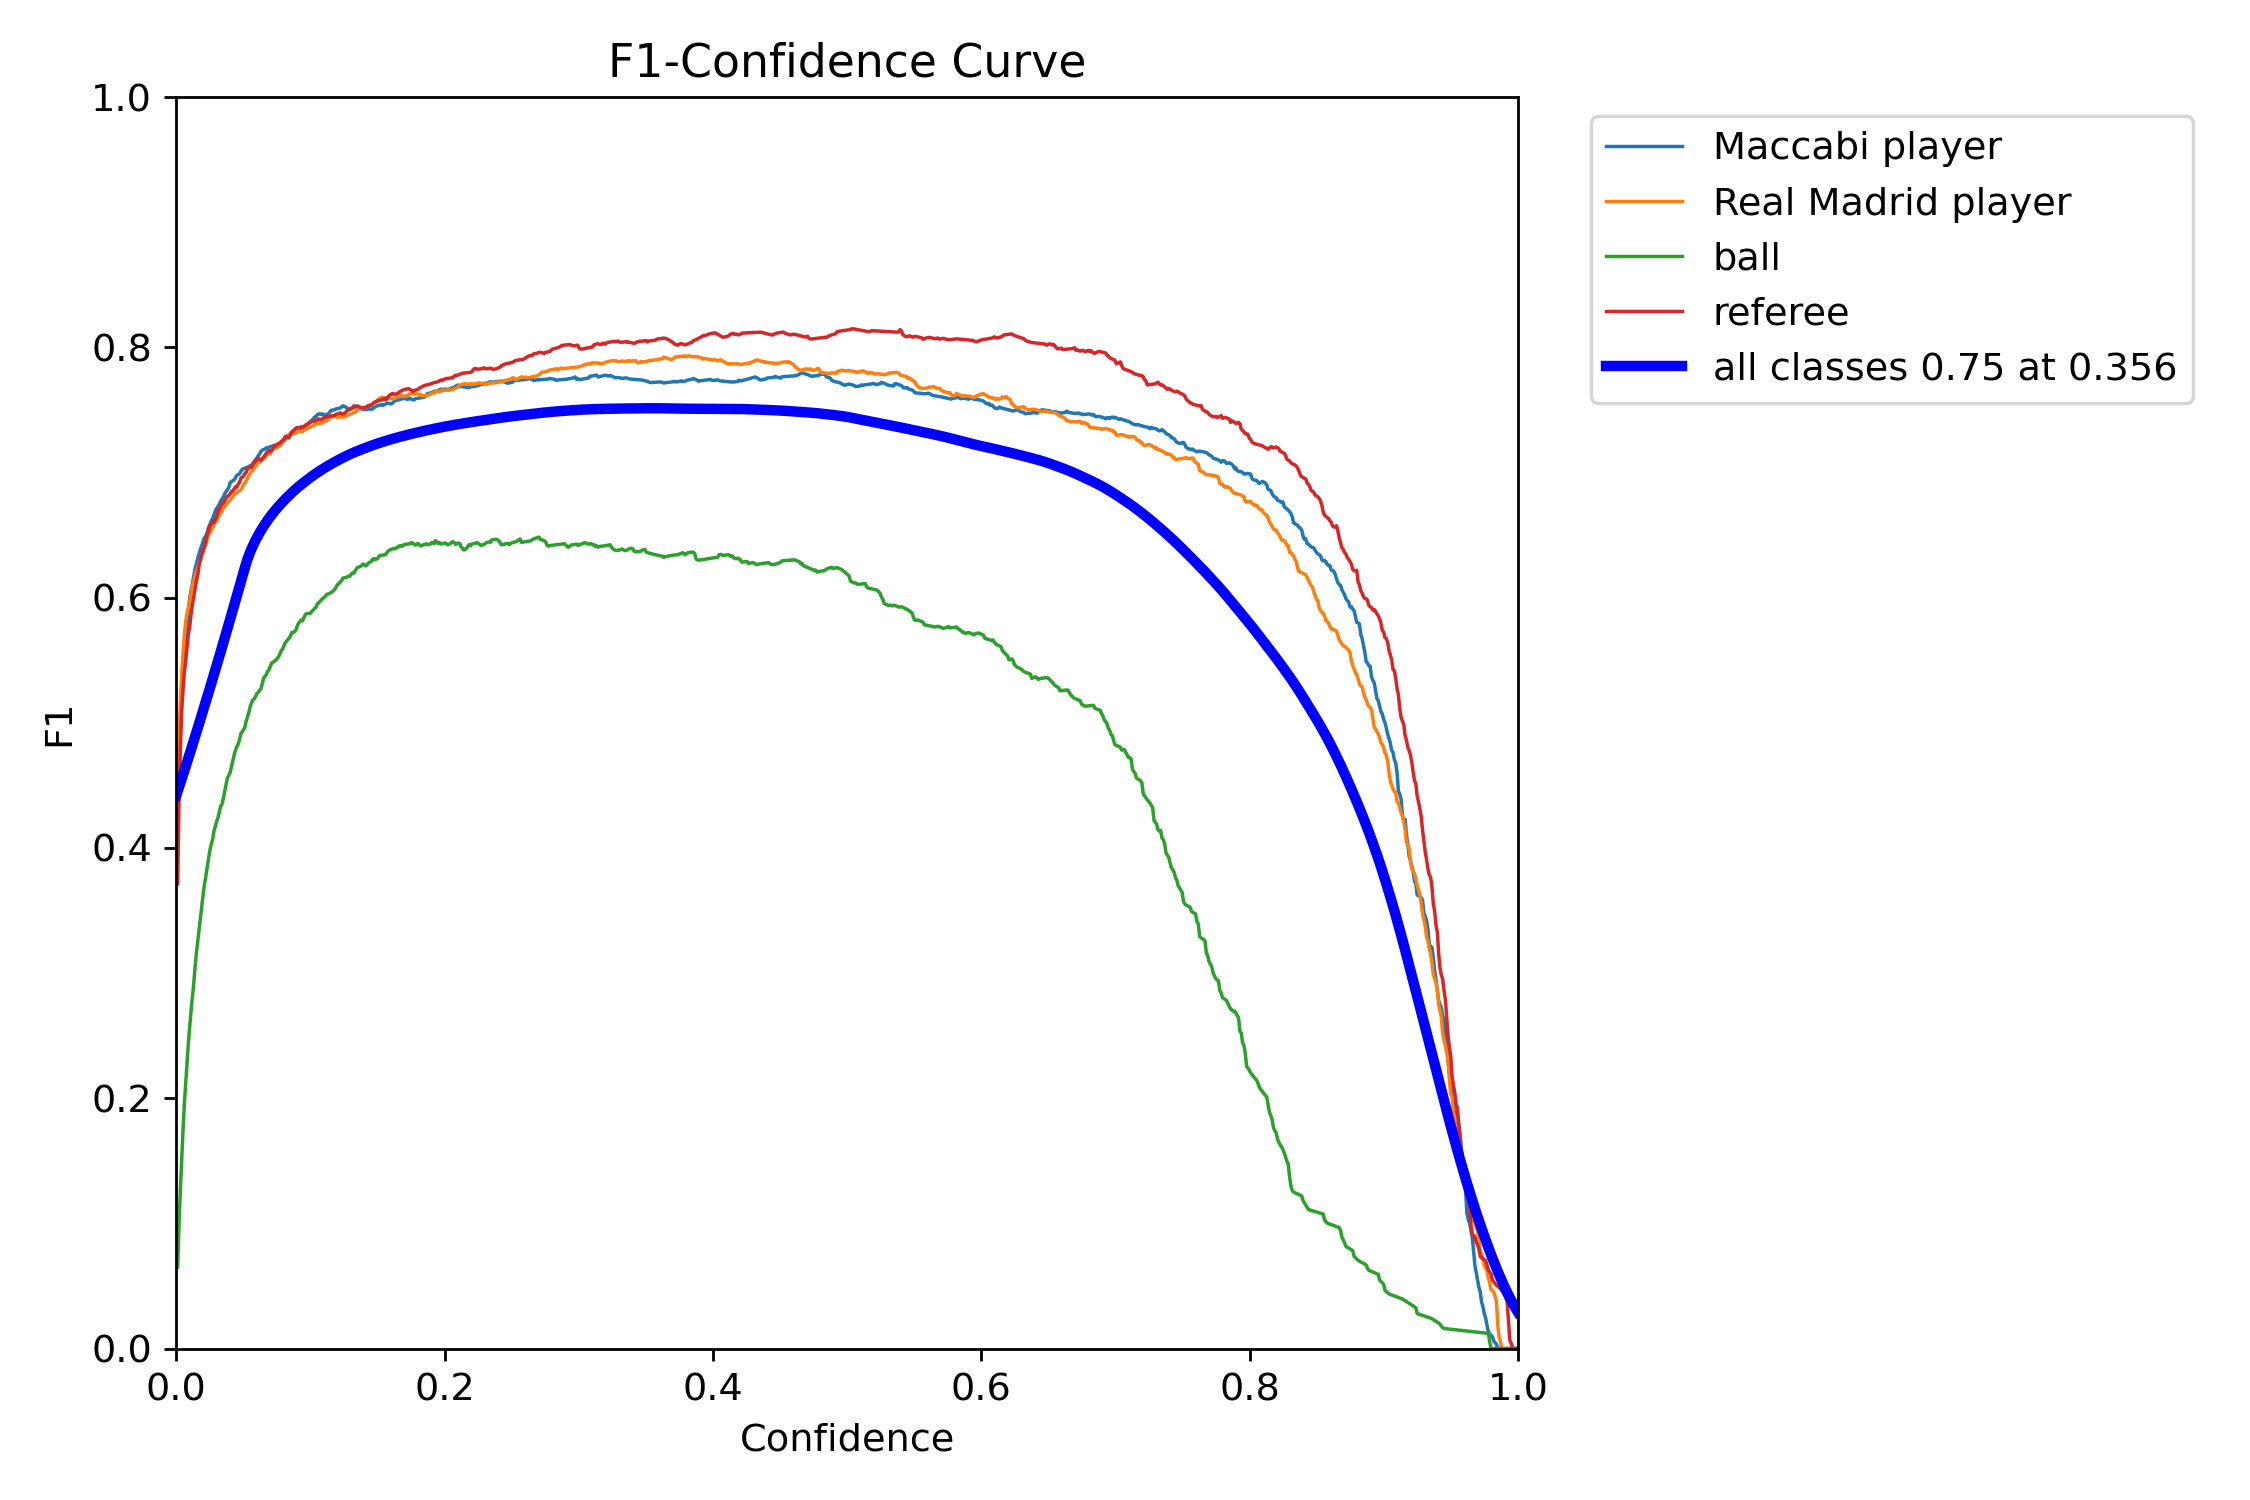 F1-Confidence Curve
1.0
0.8
0.6
0.4
0.2
0.0
F1
0.0 0.2 0.4 0.6 0.8 1.0
Confidence
Maccabi player
Real Madrid player
ball
referee
all classes 0.75 at 0.356